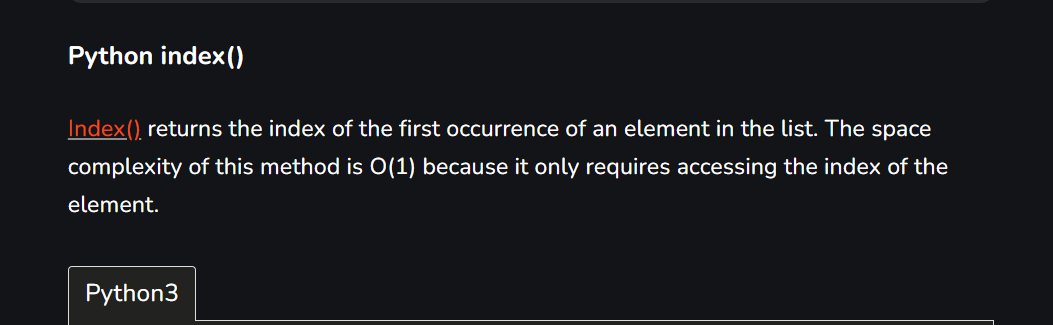 Python index()
Index() returns the index of the first occurrence of an element in the list. The space
complexity of this method is O(1) because it only requires accessing the index of the
element.
Python3